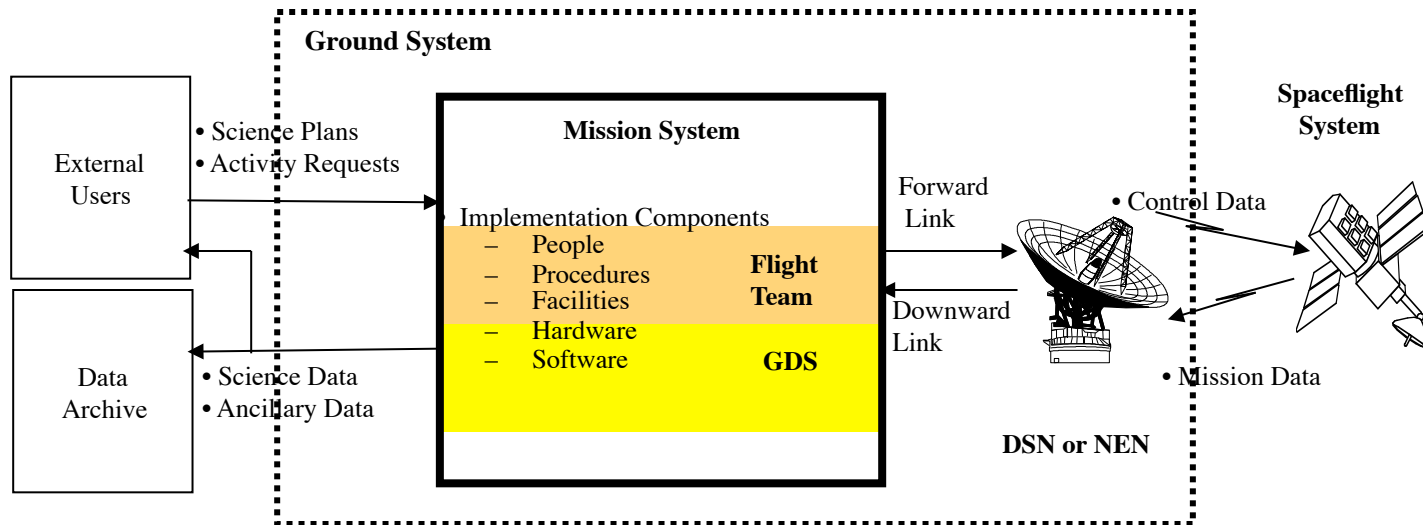 Ground System
External
Users
• Science Plans
• Activity Requests
Mission System
• Implementation Components
– People
– Procedures
– Facilities
– Hardware
– Software
Flight
Team
GDS
Forward
Link
Downward
Link
• Control Data
Spaceflight
System
• Mission Data
DSN or NEN
Data
Archive
• Science Data
• Ancillary Data